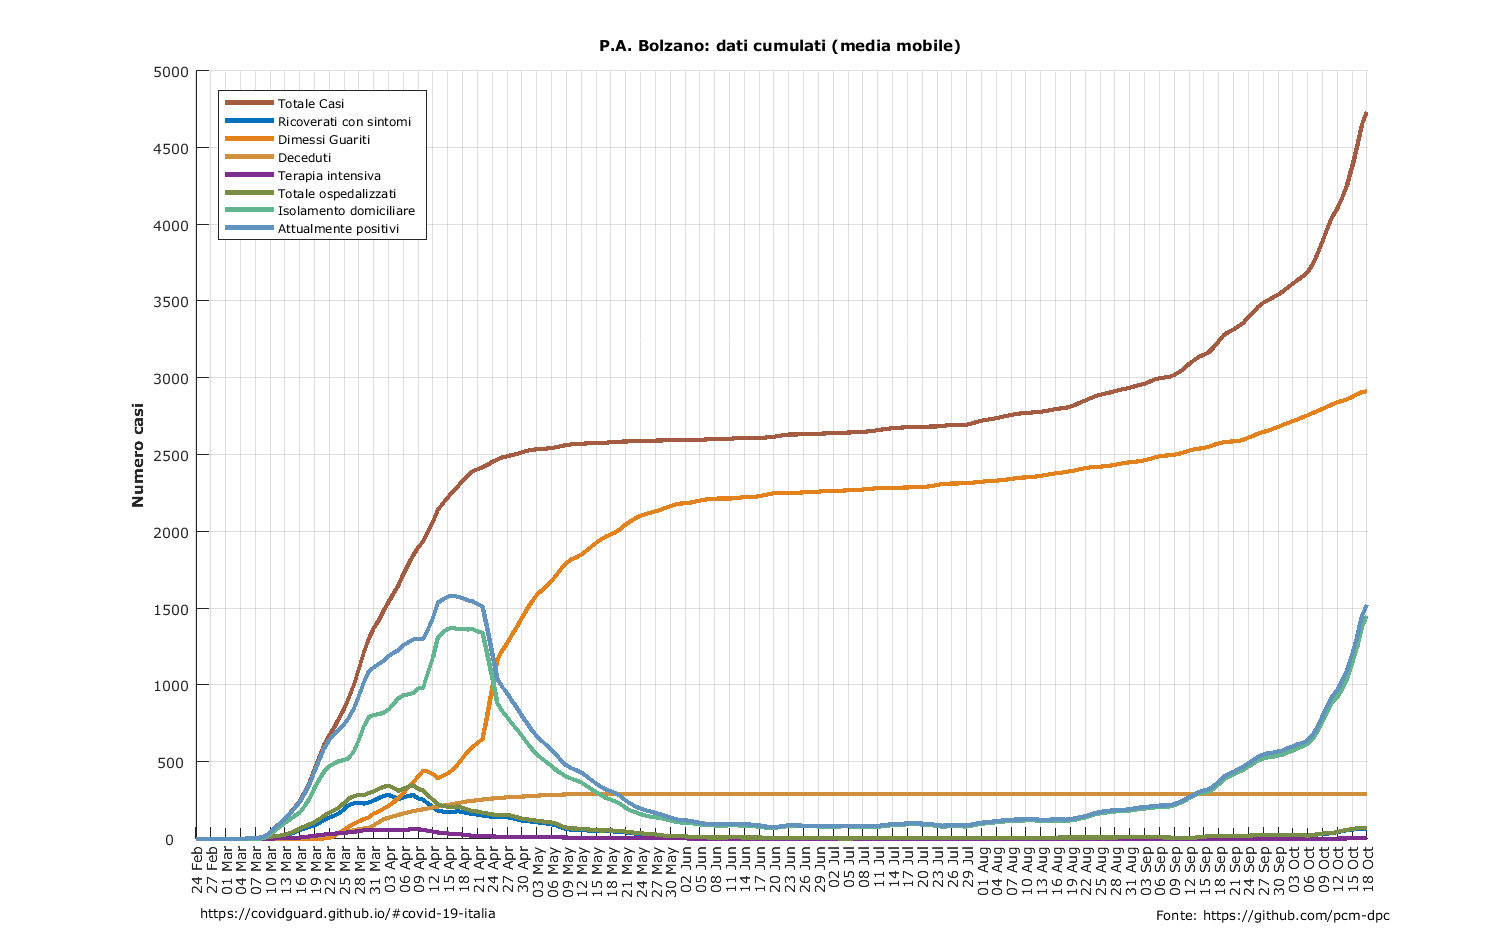 P.A. Bolzano: dati cumulati (media mobile)
Numero casi
5000
4500
4000
3500
3000
2500
2000
1500
1000
500
0
Totale Casi
Ricoverati con sintomi
Dimessi Guariti
Deceduti
Terapia intensiva
Totale ospedalizzati
Isolamento domiciliare
Attualmente positivi
24 Feb
27 Feb
01 Mar
04 Mar
07 Mar
10 Mar
13 Mar
16 Mar
19 Mar
22 Mar
25 Mar
28 Mar
31 Mar
03 Apr
06 Apr
09 Apr
12 Apr
15 Apr
18 Apr
21 Apr
24 Apr
27 Apr
30 Apr
03 May
06 May
09 May
12 May
15 May
18 May
21 May
24 May
27 May
30 May
02 Jun
05 Jun
08 Jun
11 Jun
14 Jun
17 Jun
20 Jun
23 Jun
26 Jun
29 Jun
02 Jul
05 Jul
08 Jul
11 Jul
14 Jul
17 Jul
20 Jul
23 Jul
26 Jul
29 Jul
01 Aug
04 Aug
07 Aug
10 Aug
13 Aug
16 Aug
19 Aug
22 Aug
25 Aug
28 Aug
31 Aug
03 Sep
06 Sep
09 Sep
12 Sep
15 Sep
18 Sep
21 Sep
24 Sep
27 Sep
30 Sep
03 Oct
06 Oct
09 Oct
12 Oct
15 Oct
18 Oct
https://covidguard.github.io/#covid-19-italia
Fonte: https://github.com/pcm-dpc